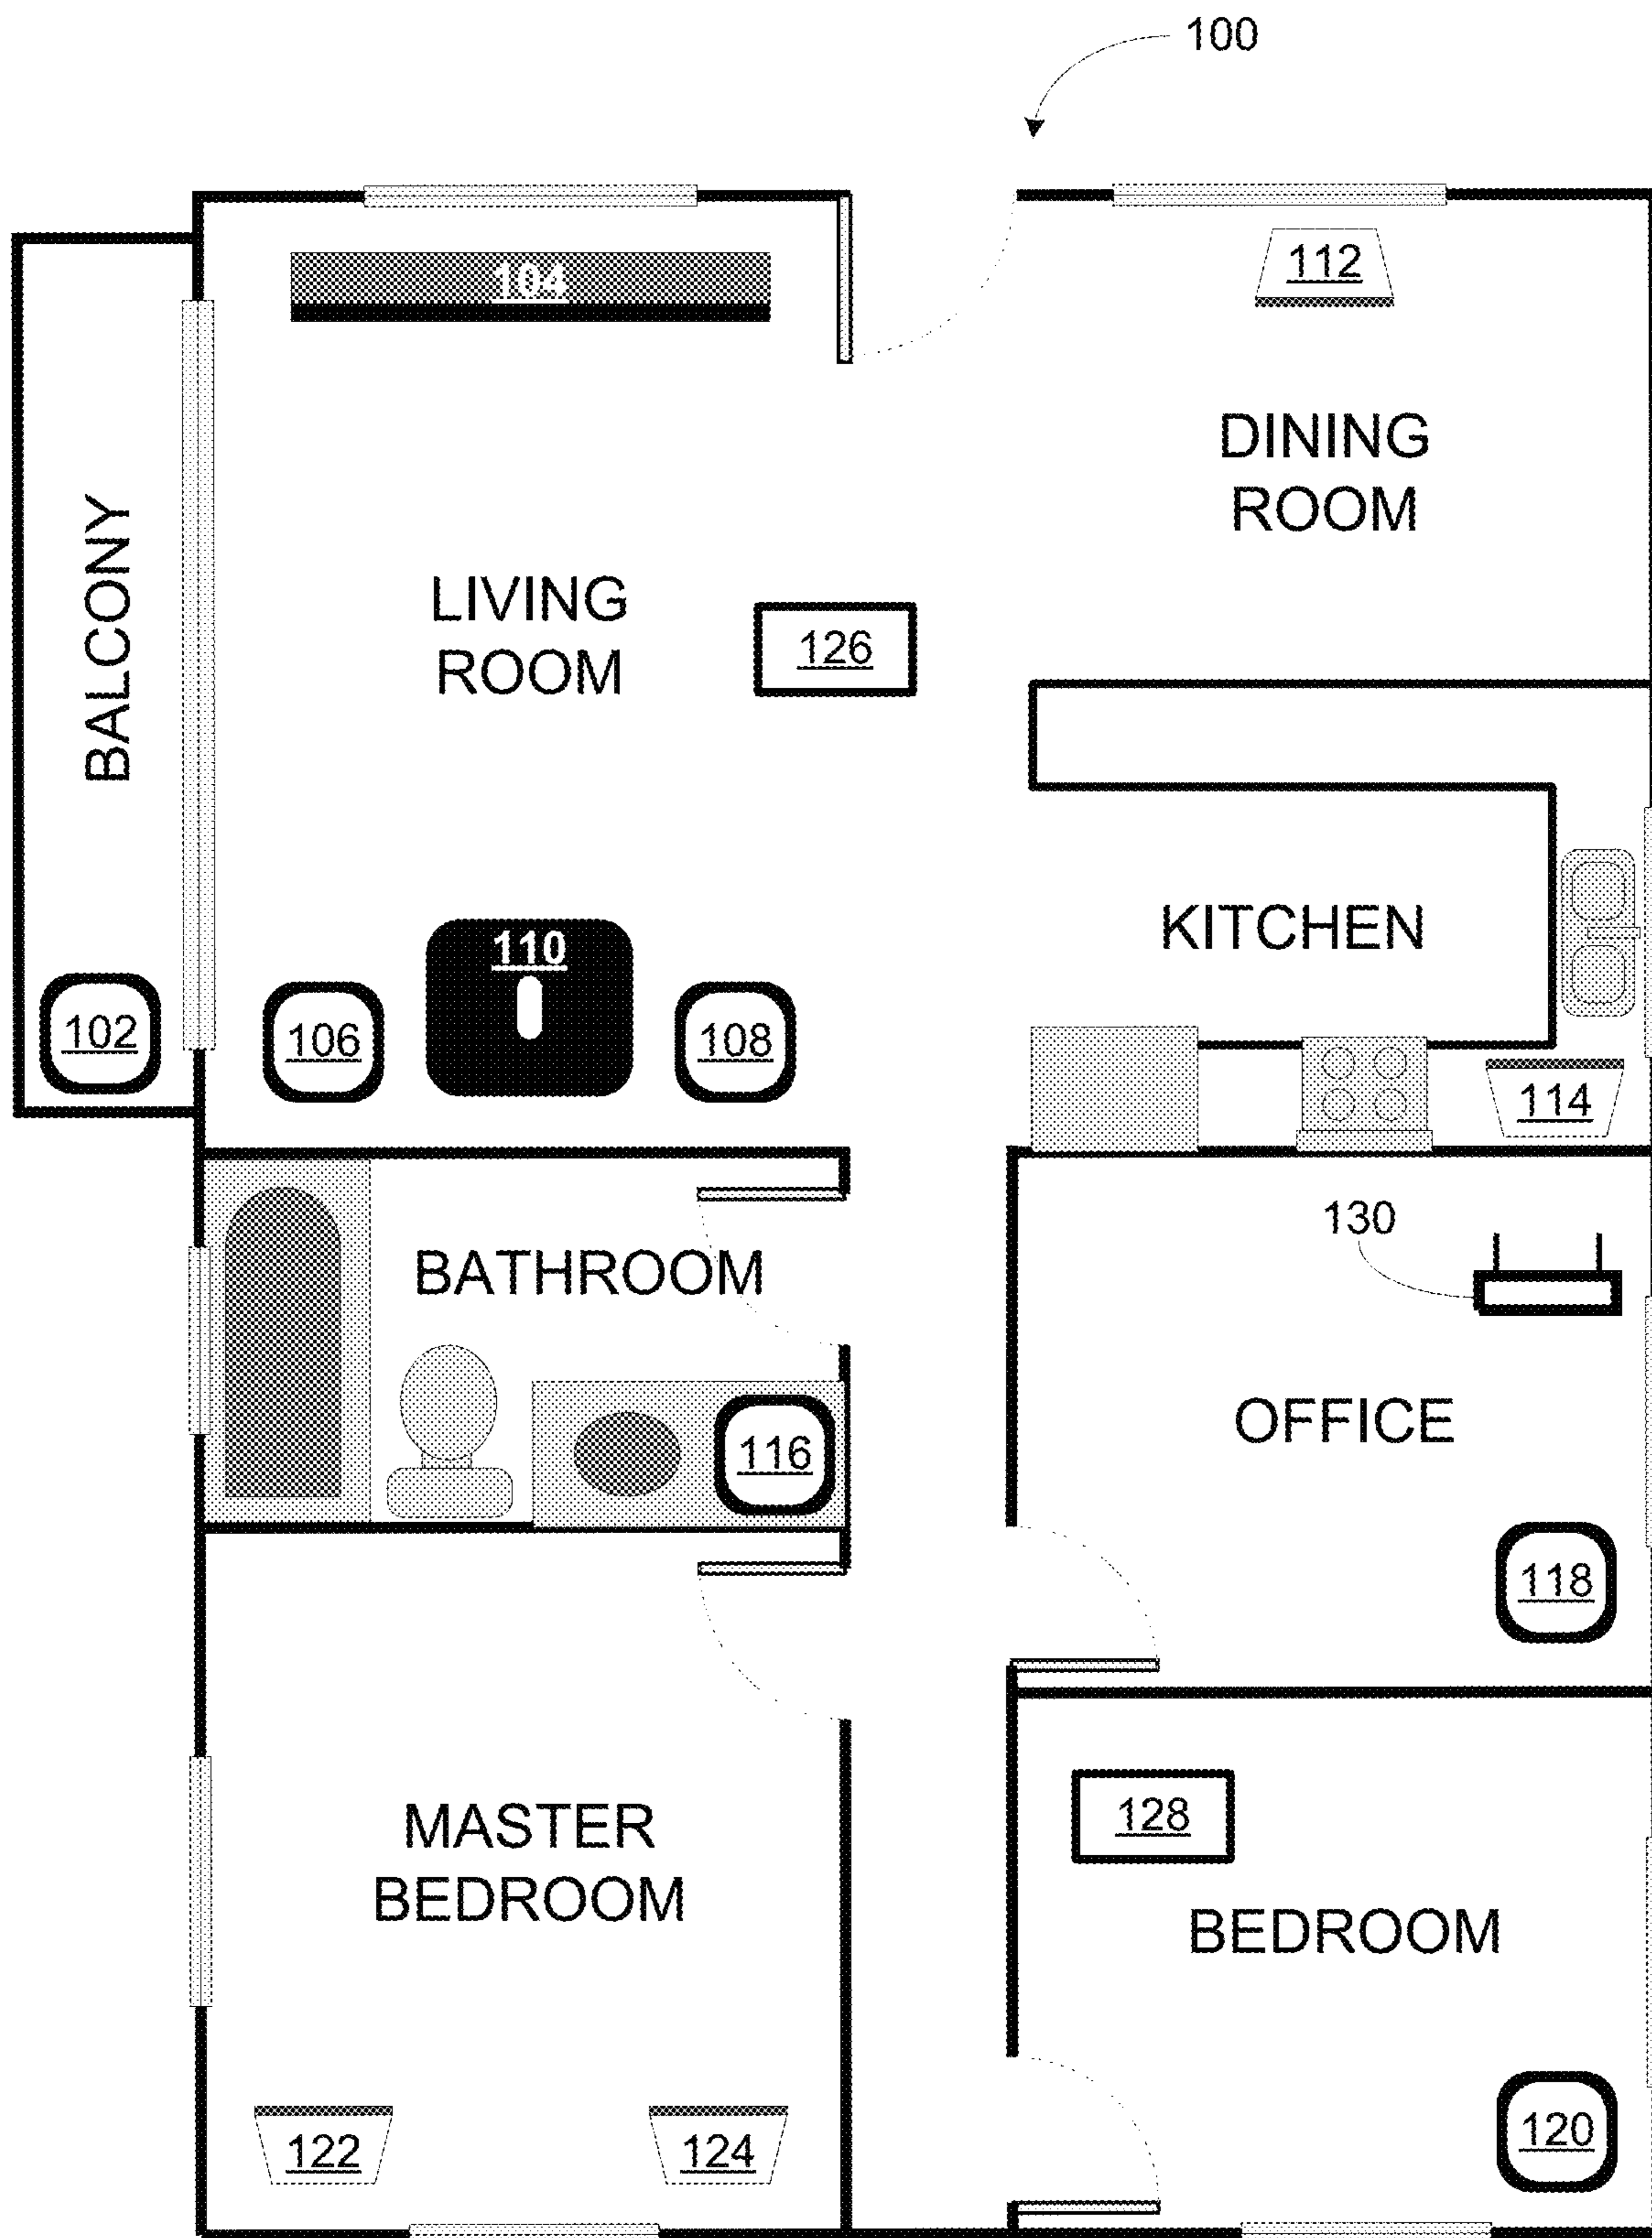 100
104
112
DINING
ROOM
BALCONY
LIVING
ROOM
126
KITCHEN
110
102
106
108
114
130
BATHROOM
OFFICE
116
118
128
MASTER
BEDROOM
BEDROOM
122
124
120